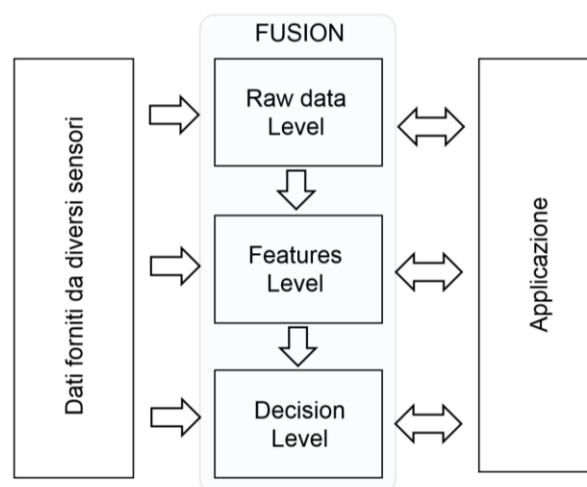 FUSION
Dati forniti da diversi sensori
Raw data
Level
Features
Level
Decision
Level
Applicazione